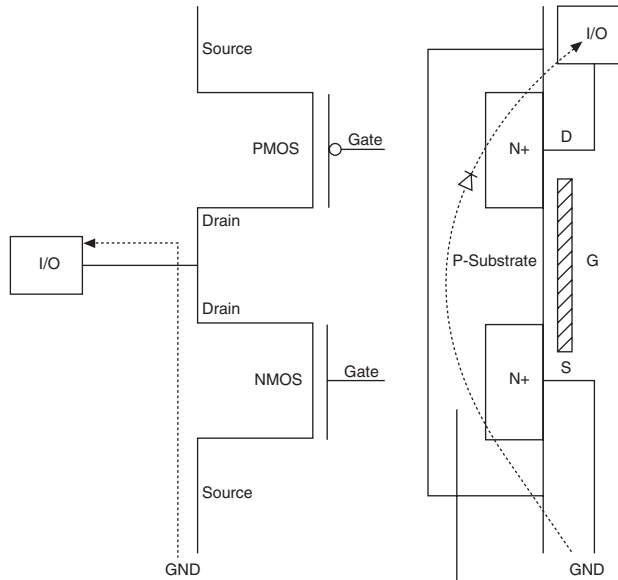 Source
PMOS
Gate
Drain
I/O
Drain
NMOS
Gate
Source
GND
I/O
N+
D
P-Substrate
G
N+
S
GND